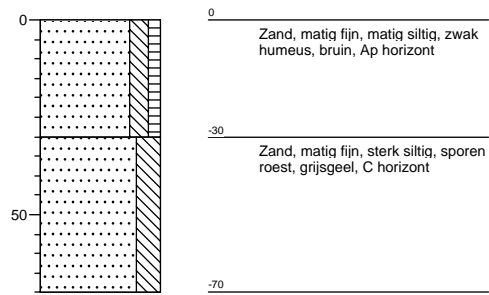 0
0
Zand, matig fijn, matig siltig, zwak
humeus, bruin, Ap horizont
-30
Zand, matig fijn, sterk siltig, sporen
roest, grijsgeel, C horizont
50
-70